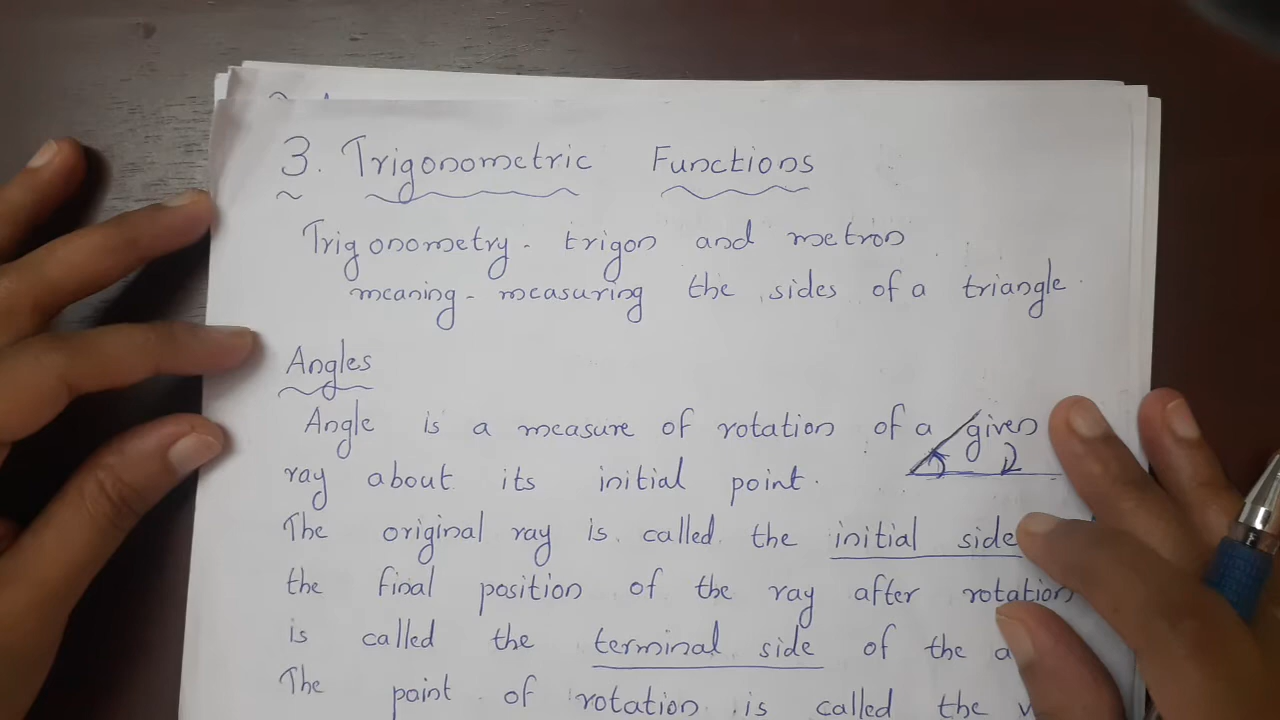 3. Trigonometric Functions
Trigonometry - trigon and metron
meaning - measuring the sides of a triangle.
Angles
Angle is a measure of rotation of a given
ray about its initial point.
The original ray is called the initial side
the final position of the ray after rotation
is called the terminal side of the
The point of rotation is called the